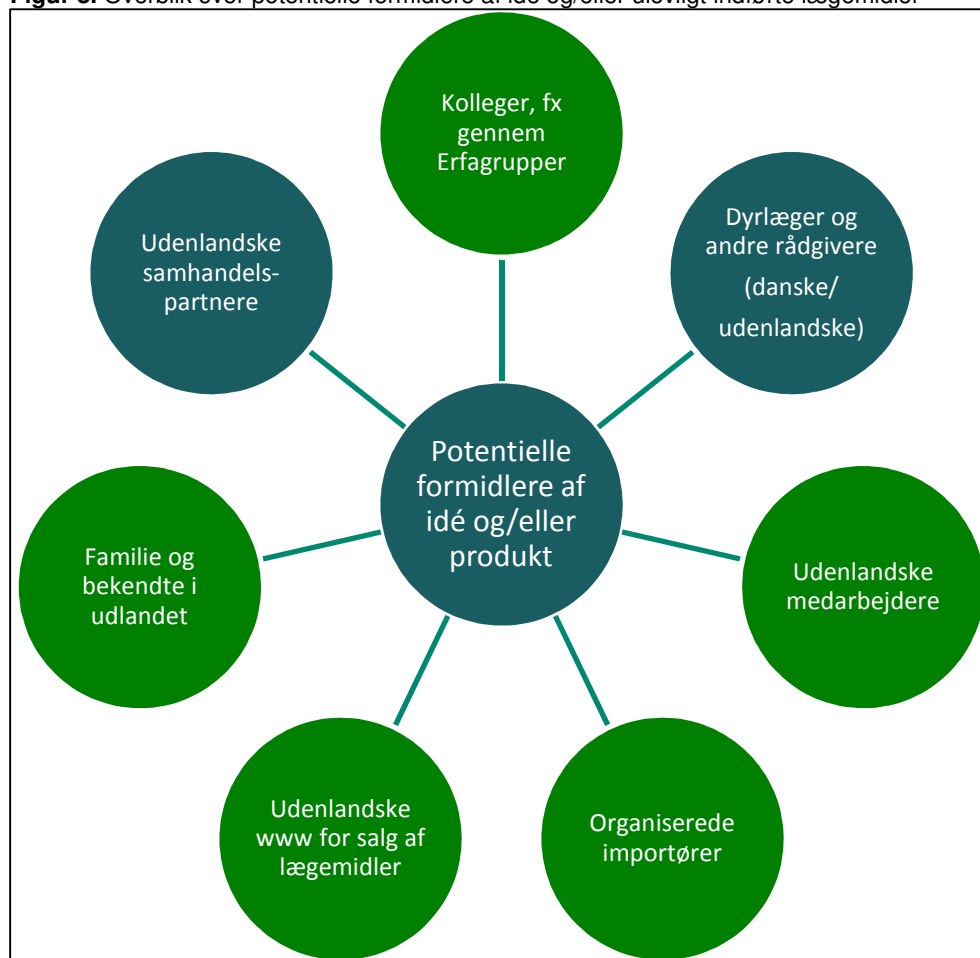 Kolleger, fx
gennem
Erfagrupper
Dyrlæger og
andre rådgivere
(danske/
udenlandske)
Udenlandske
samhandels-
partnere
Potentielle
formidlere af
idé og/eller
produkt
Familie og
bekendte i
udlandet
Udenlandske
medarbejdere
Udenlandske
www for salg af
lægemidler
Organiserede
importører